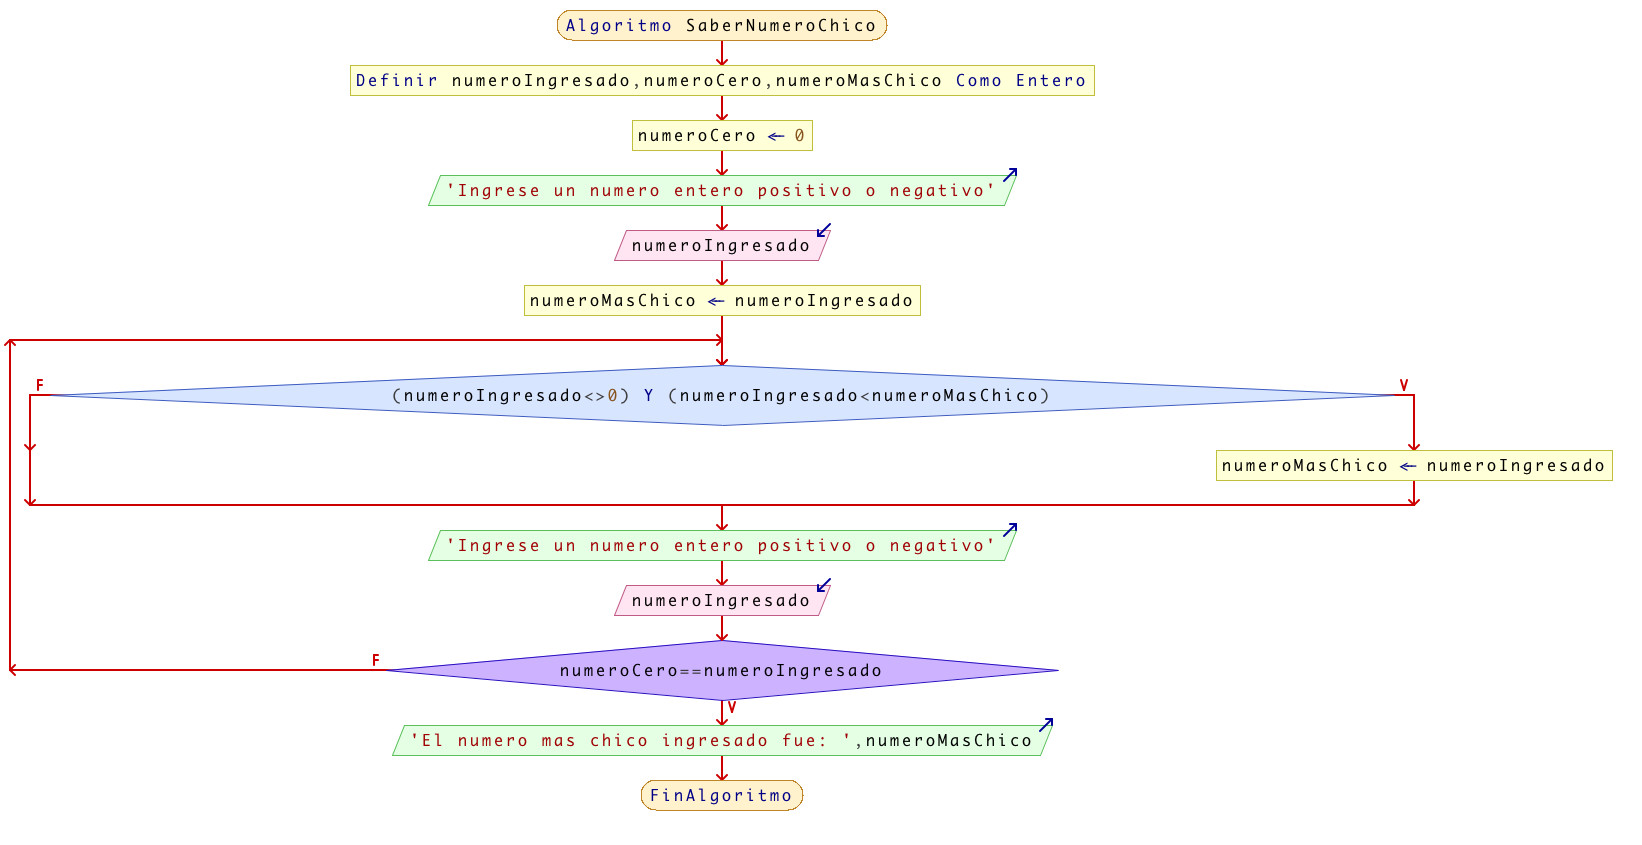 Algoritmo SaberNumeroChico
Definir numeroIngresado,numeroCero,numeroMasChico Como Entero
numeroCero ← 0
'Ingrese un numero entero positivo o negativo'
numeroIngresado
numeroMasChico ← numeroIngresado
F
V
(numeroIngresado<>0) Y (numeroIngresado<numeroMasChico)
numeroMasChico ← numeroIngresado
'Ingrese un numero entero positivo o negativo'
numeroIngresado
F
numeroCero==numeroIngresado
V
'El numero mas chico ingresado fue: ',numeroMasChico
FinAlgoritmo